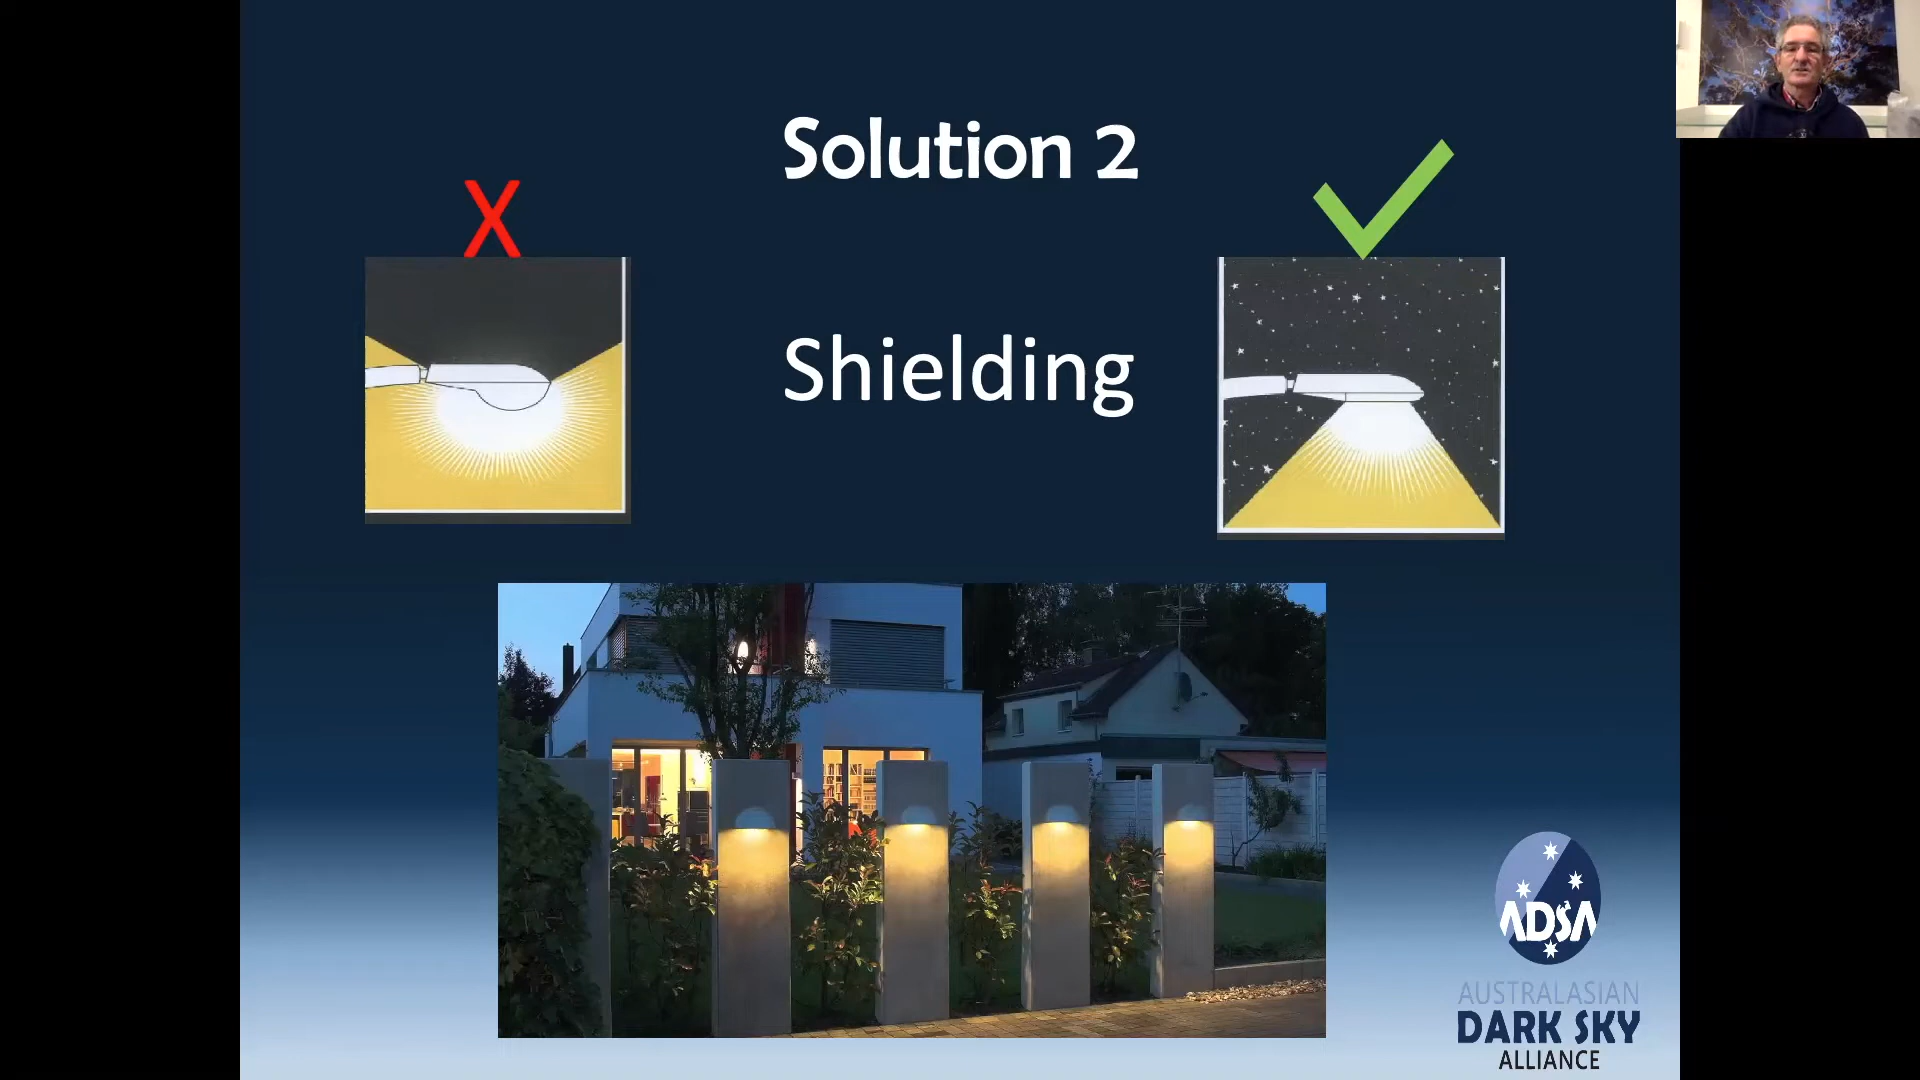 Solution 2
X
Shielding
ADSA
AUSTRALASIAN
DARK SKY
ALLIANCE